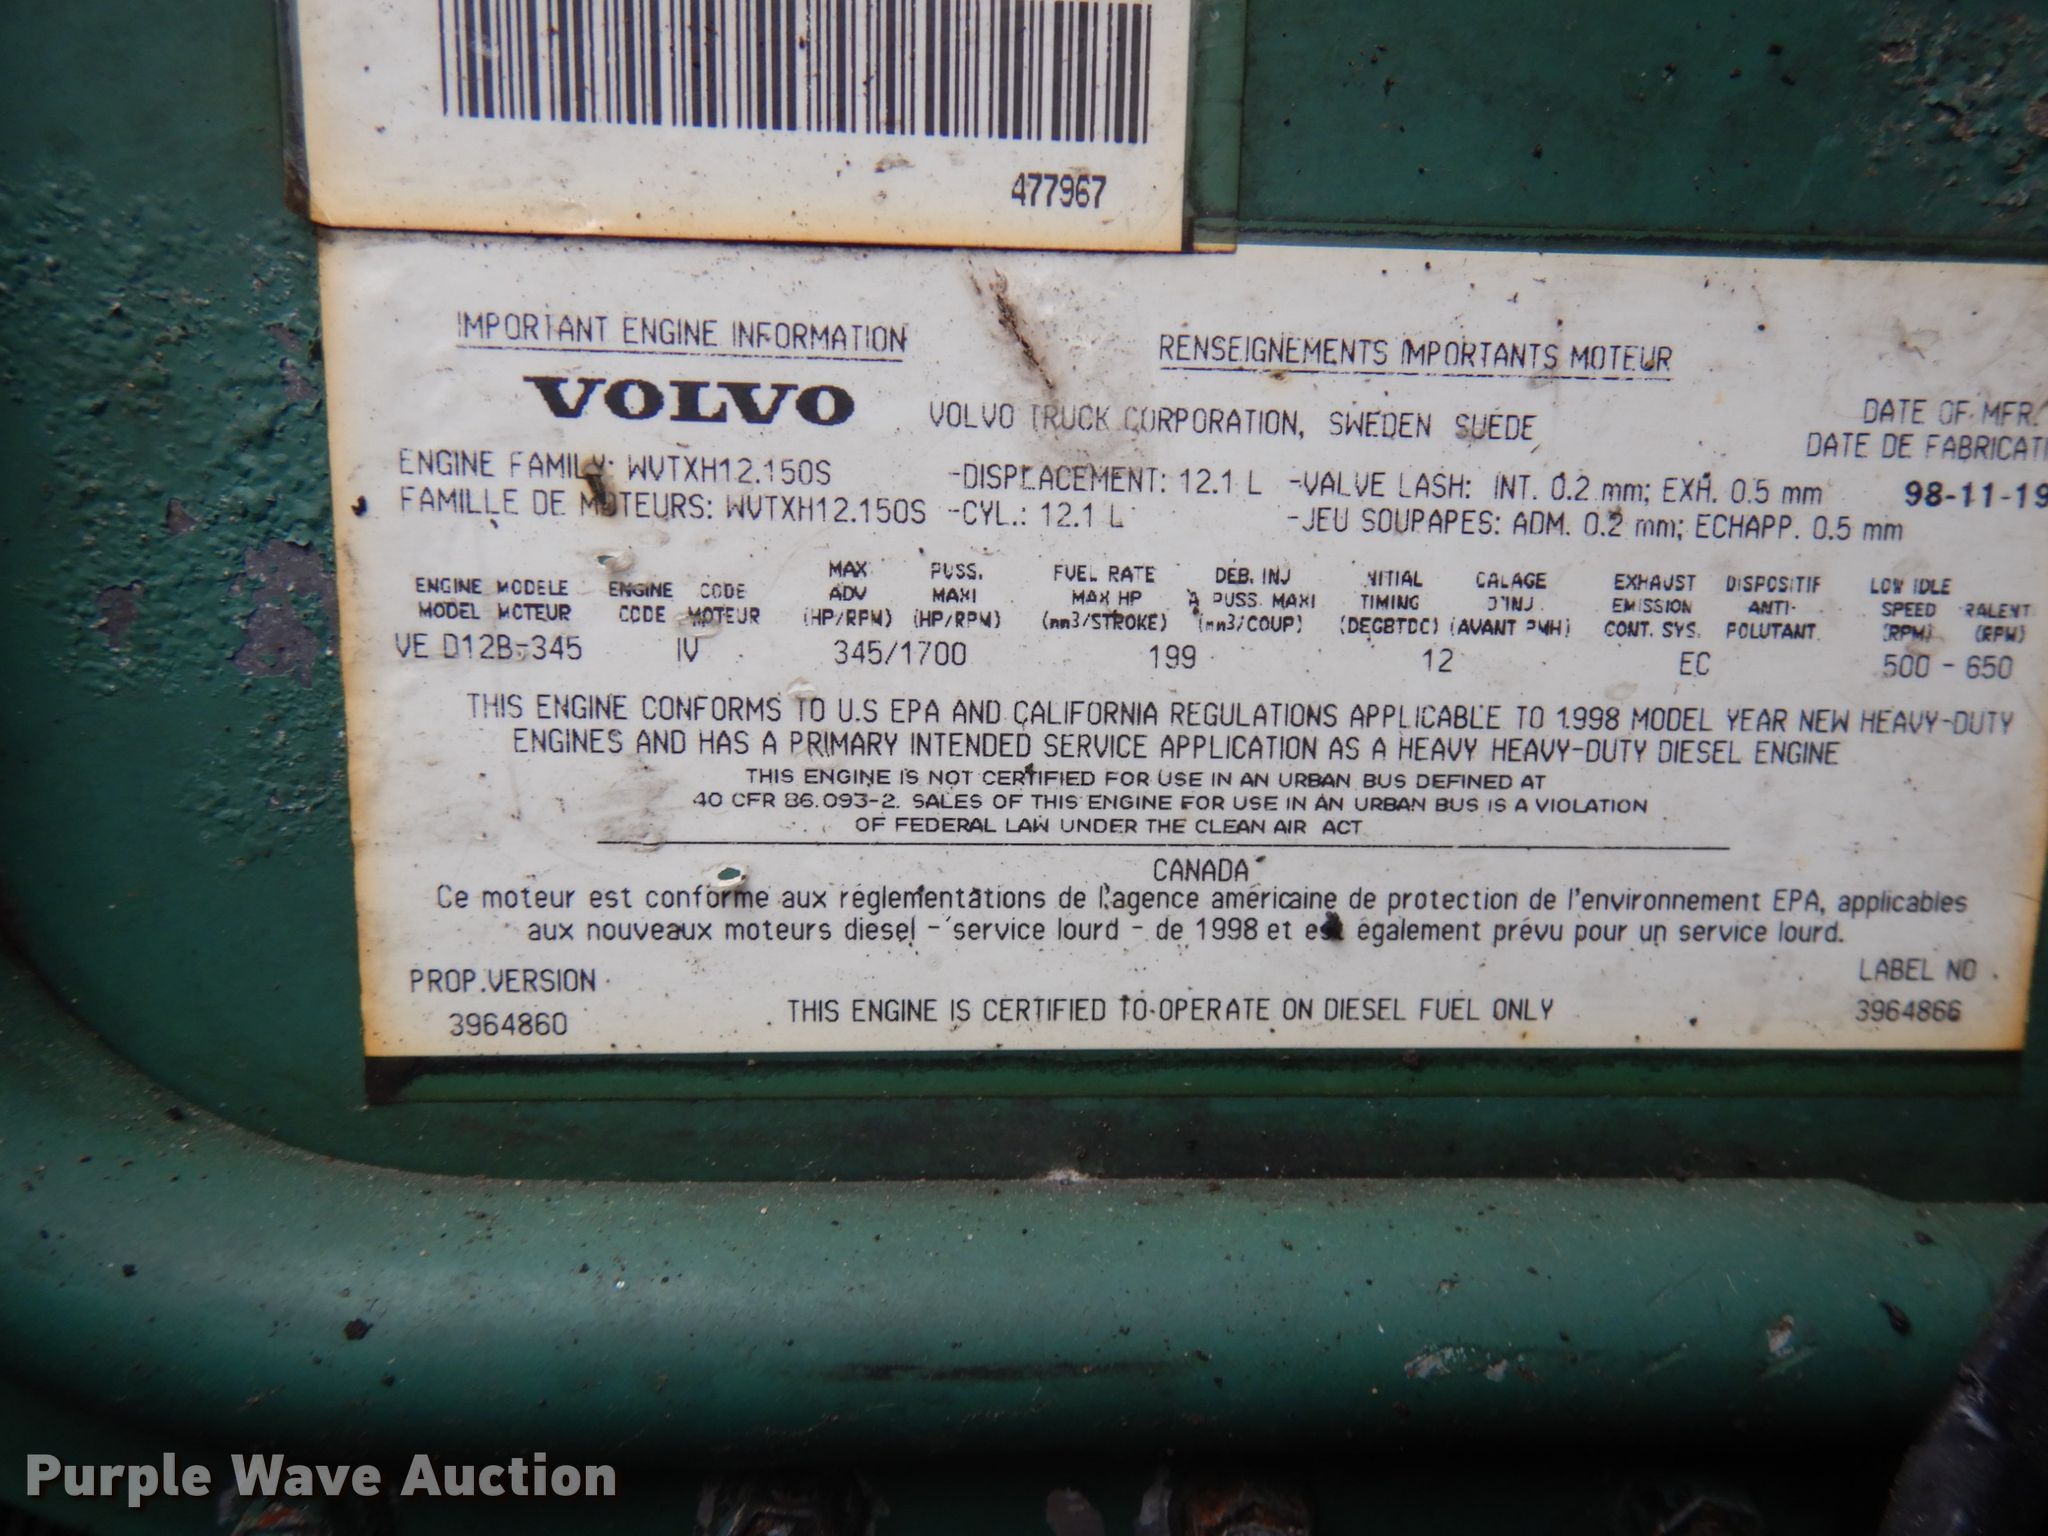 477967
IMPORTANT ENGINE INFORMATION
RENSEIGNEMENTS IMPORTANTS MOTEUR
VOLVO
VOLVO TRUCK CORPORATION, SWEDEN SUEDE
DATE OF MFR.
DATE DE FABRICATI
98-11-19
ENGINE FAMILY: WVTXH12.150S
FAMILLE DE MOTEURS: WVTXH12.150S
-DISPLACEMENT: 12.1 L
-CYL.: 12.1 L
-VALVE LASH: INT. 0.2 mm; EXH. 0.5 mm
-JEU SOUPAPES: ADM. 0.2 mm; ECHAPP. 0.5 mm
ENGINE MODELE
MODEL MOTEUR
VE D12B-345
ENGINE CODE
CODE MOTEUR
IV
MAX PUSS.
ADV MAXI
(HP/RPM) (HP/RPM)
345/1700
FUEL RATE DEB. INJ
MAX HP A PUSS. MAXI
(mm3/STROKE) (mm3/COUP)
199
INITIAL CALAGE
TIMING D'INJ.
(DEGBTDC) (AVANT PMH)
12
EXHAUST DISPOSITIF
EMISSION ANTI-
CONT. SYS. POLUTANT
EC
LOW IDLE
SPEED RALENT
(RPM) (RPM)
500 - 650
THIS ENGINE CONFORMS TO U.S EPA AND CALIFORNIA REGULATIONS APPLICABLE TO 1998 MODEL YEAR NEW HEAVY-DUTY
ENGINES AND HAS A PRIMARY INTENDED SERVICE APPLICATION AS A HEAVY HEAVY-DUTY DIESEL ENGINE
THIS ENGINE IS NOT CERTIFIED FOR USE IN AN URBAN BUS DEFINED AT
40 CFR 86.093-2. SALES OF THIS ENGINE FOR USE IN AN URBAN BUS IS A VIOLATION
OF FEDERAL LAW UNDER THE CLEAN AIR ACT
CANADA
Ce moteur est conforme aux réglementations de l'agence américaine de protection de l'environnement EPA, applicables
aux nouveaux moteurs diesel - service lourd - de 1998 et est également prévu pour un service lourd.
PROP.VERSION
3964860
THIS ENGINE IS CERTIFIED TO OPERATE ON DIESEL FUEL ONLY
LABEL NO
3964866
Purple Wave Auction